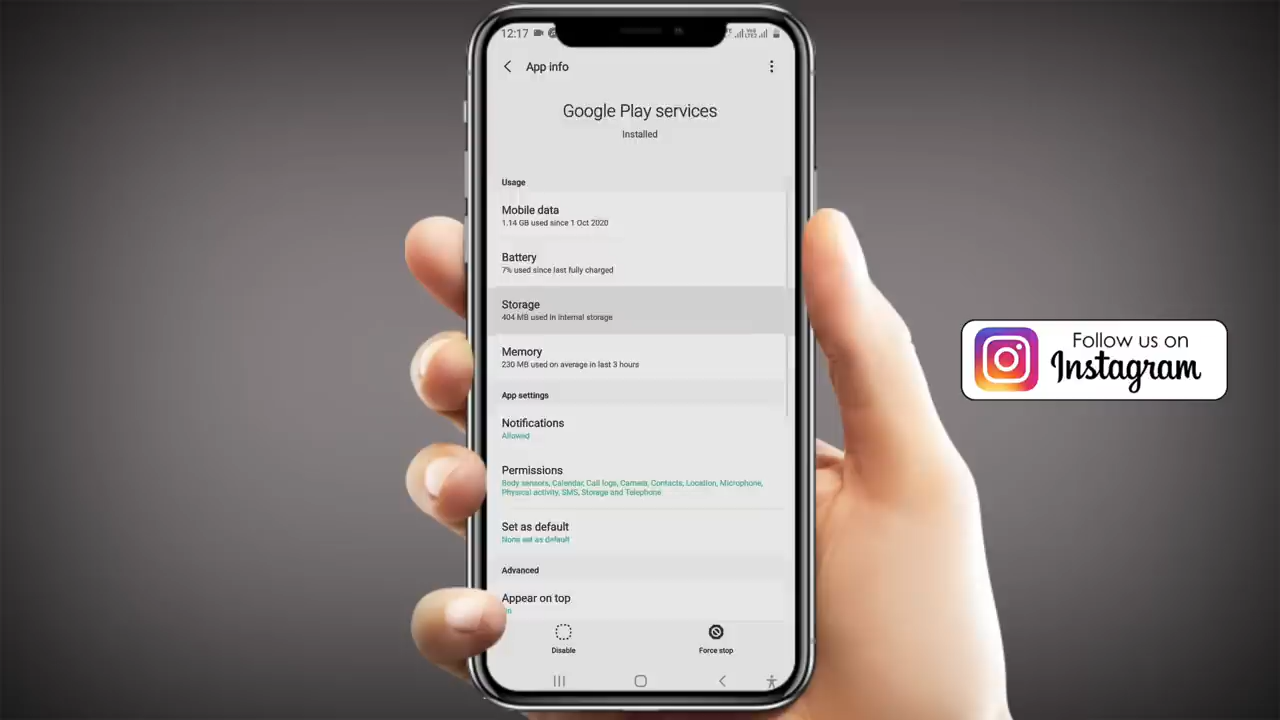 12:17
App info
Google Play services
Installed
Usage
Mobile data
1.14 GB used since 1 Oct 2020
Battery
7% used since last fully charged
Storage
404 MB used in internal storage
Memory
230 MB used on average in last 3 hours
App settings
Notifications
Allowed
Permissions
Body sensors, Calendar, Call logs, Camera, Contacts, Location, Microphone,
Physical activity, SMS, Storage and Telephone
Set as default
None set as default
Advanced
Appear on top
Disable
Force stop
Follow us on
Instagram